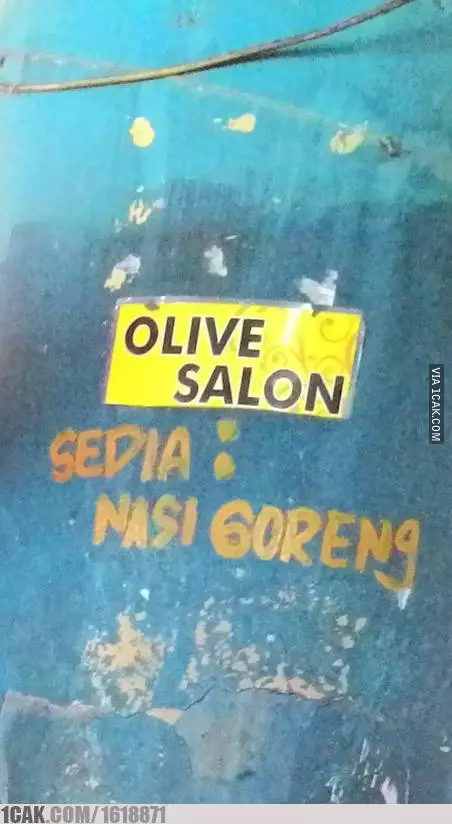 OLIVE
SALON
SEDIA :
NASI GORENG
VIA 1CAK.COM
1CAK.COM/1618871